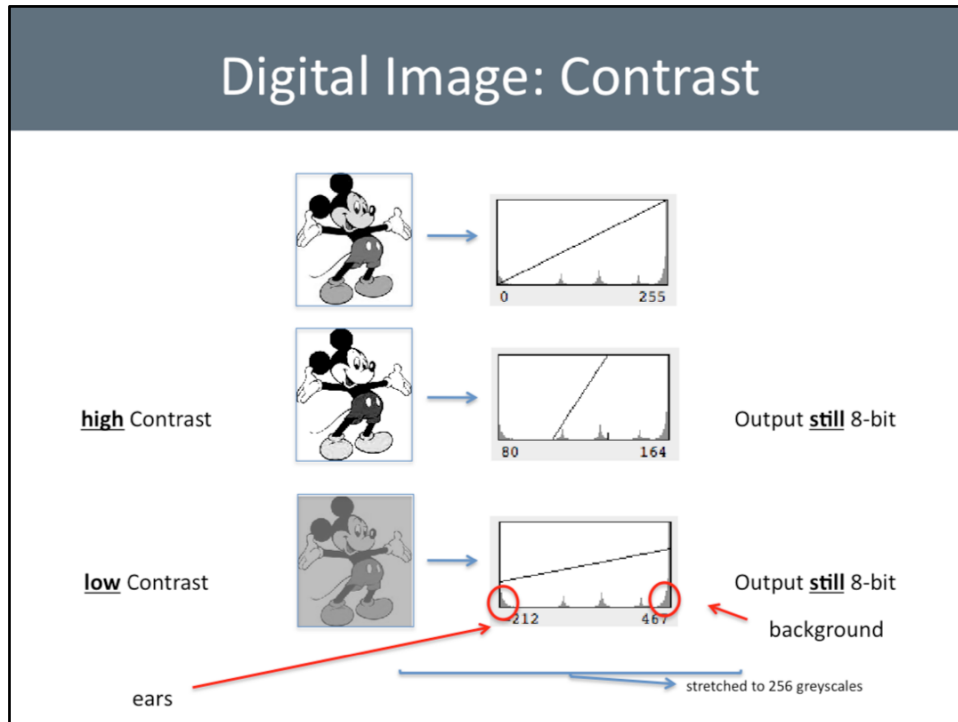 Digital Image: Contrast
0 255
high Contrast
80 164
Output still 8-bit
low Contrast
-212 467
Output still 8-bit
background
ears
stretched to 256 greyscales